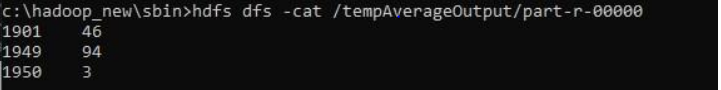 c:\hadoop_new\sbin>hdfs dfs -cat /tempAverageOutput/part-r-00000
1901    46
1949    94
1950    3